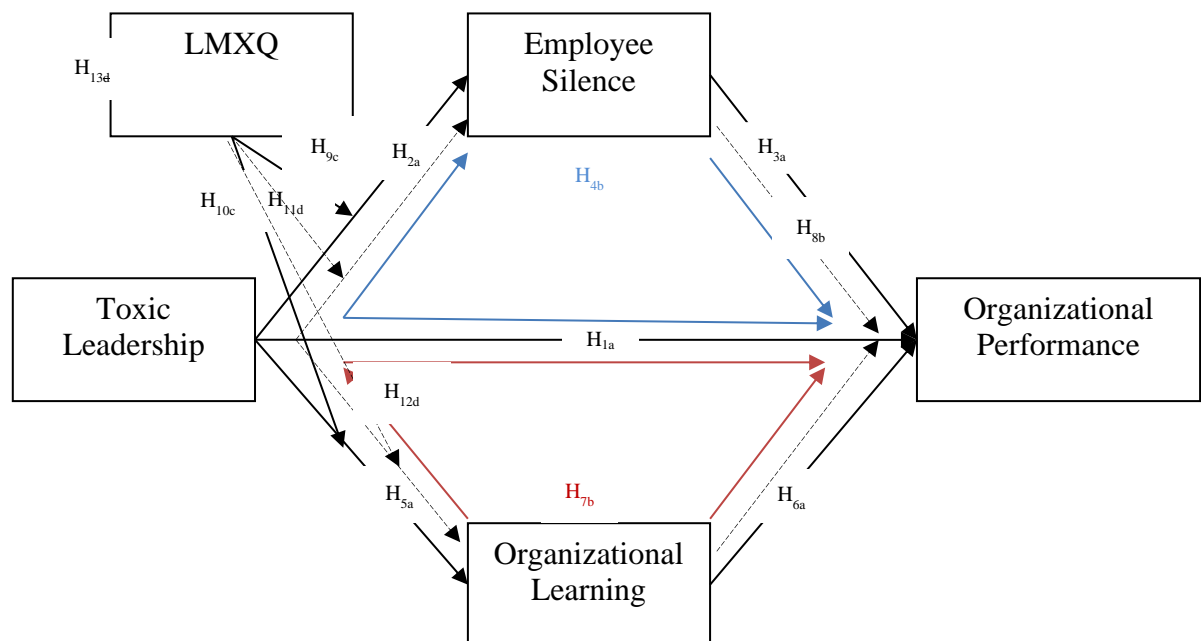 LMXQ
Employee
Silence
H13d
H9c
H2a
H3a
H4b
H10c
H11d
H8b
Toxic
Leadership
Organizational
Performance
H1a
H12d
H5a
H7b
H6a
Organizational
Learning